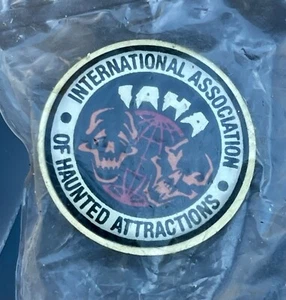 INTERNATIONAL ASSOCIATION
IAHA
• OF HAUNTED ATTRACTIONS •